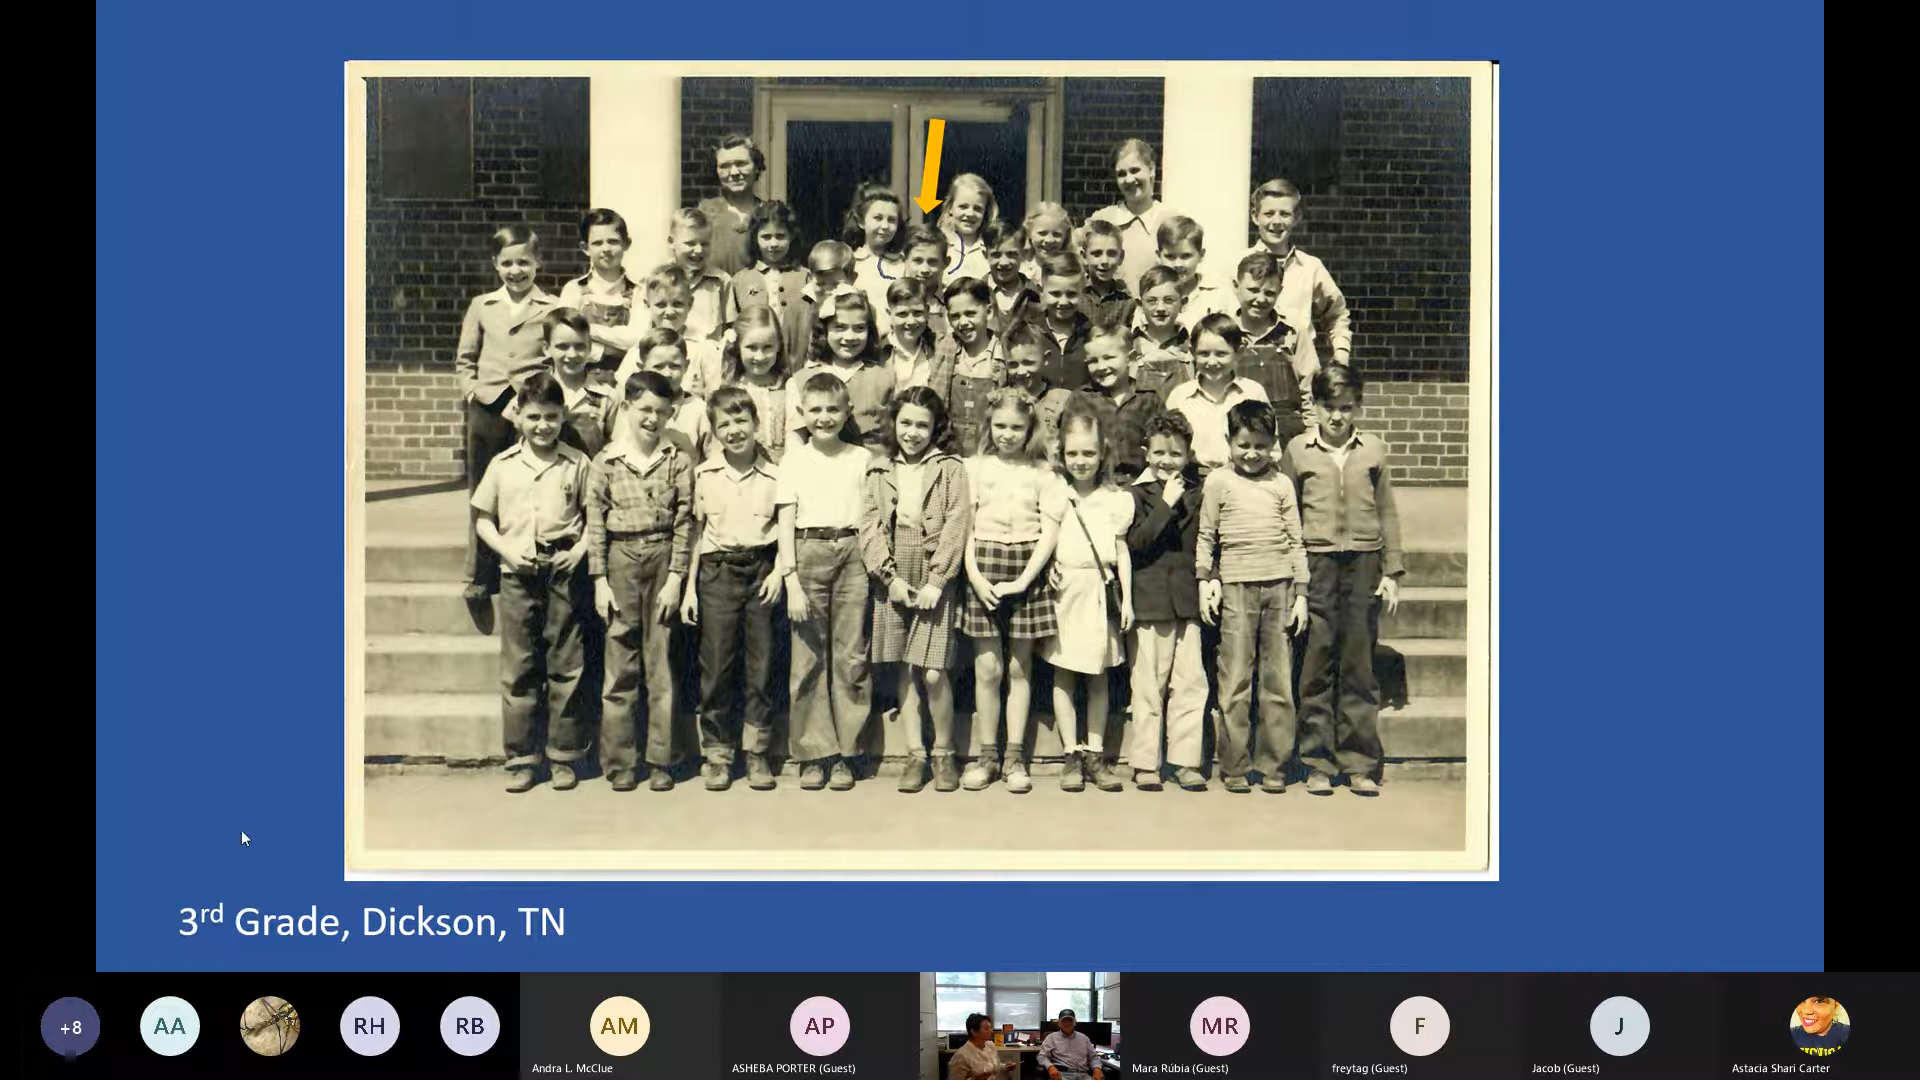 3rd Grade, Dickson, TN
+8
AA
RH
RB
AM
AP
MR
F
J
Andra L. McClue
ASHEBA PORTER (Guest)
Mara Rúbia (Guest)
freytag (Guest)
Jacob (Guest)
Astacia Shari Carter